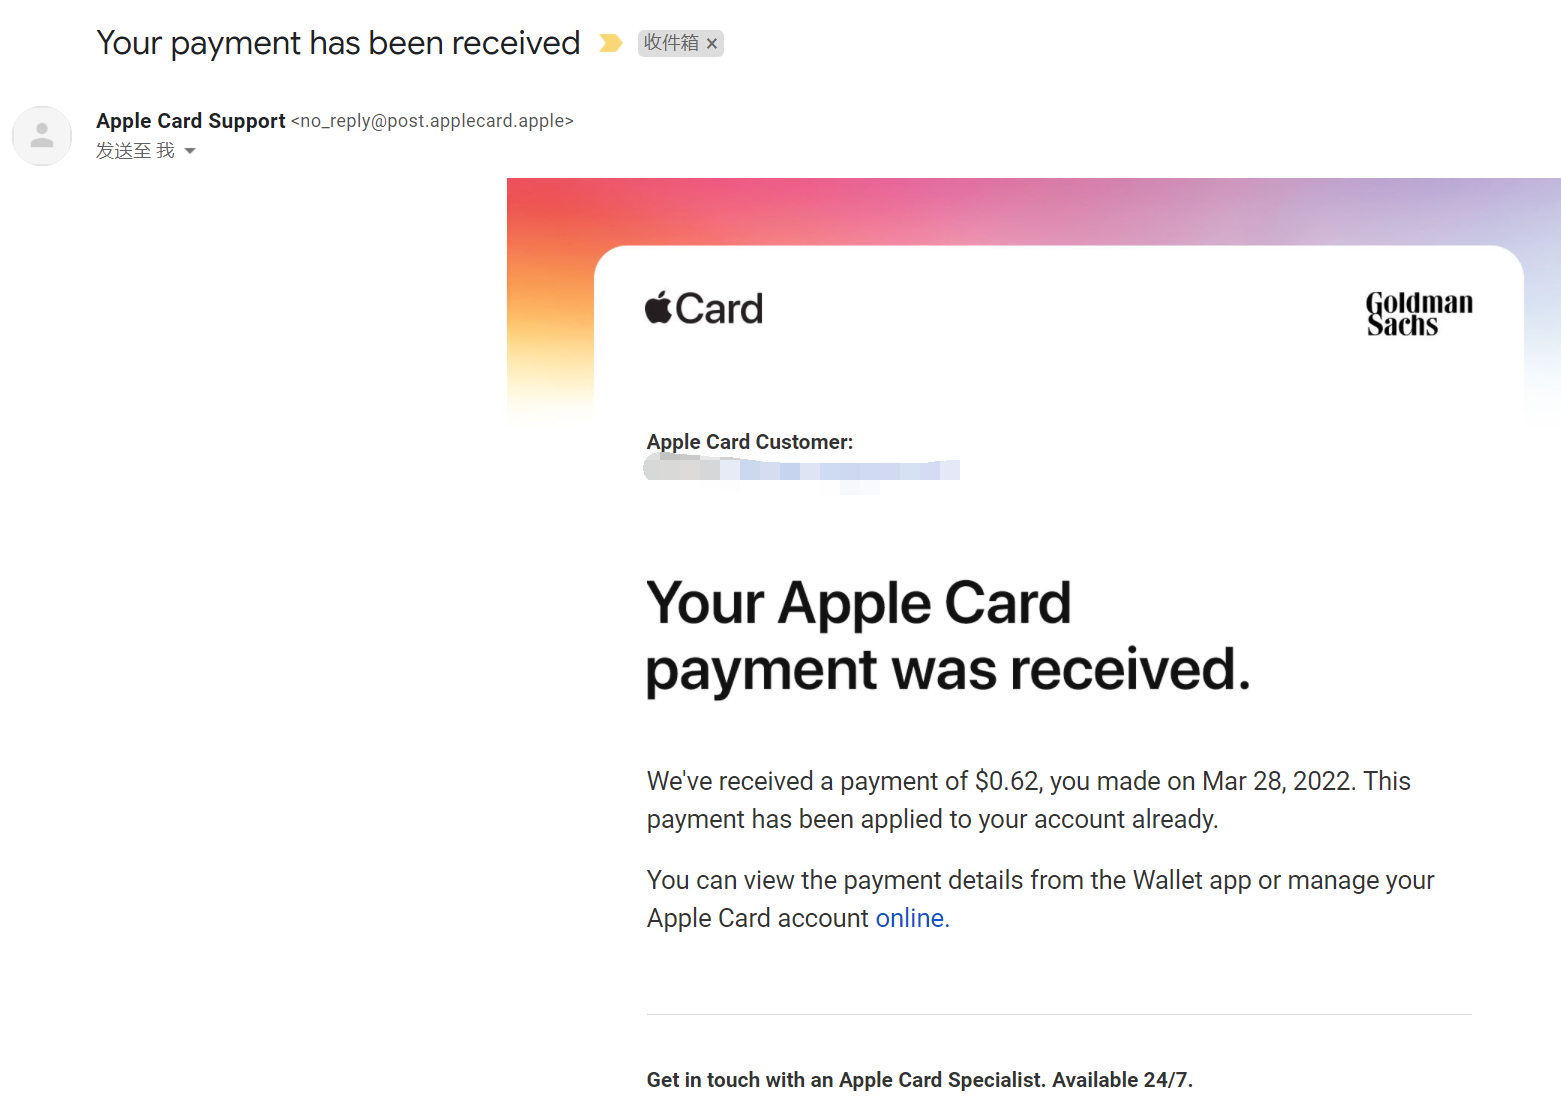 Your payment has been received 收件箱 ×
Apple Card Support <no_reply@post.applecard.apple>
发送至 我
Card
Goldman
Sachs
Apple Card Customer:
Your Apple Card
payment was received.
We've received a payment of $0.62, you made on Mar 28, 2022. This
payment has been applied to your account already.
You can view the payment details from the Wallet app or manage your
Apple Card account online.
Get in touch with an Apple Card Specialist. Available 24/7.